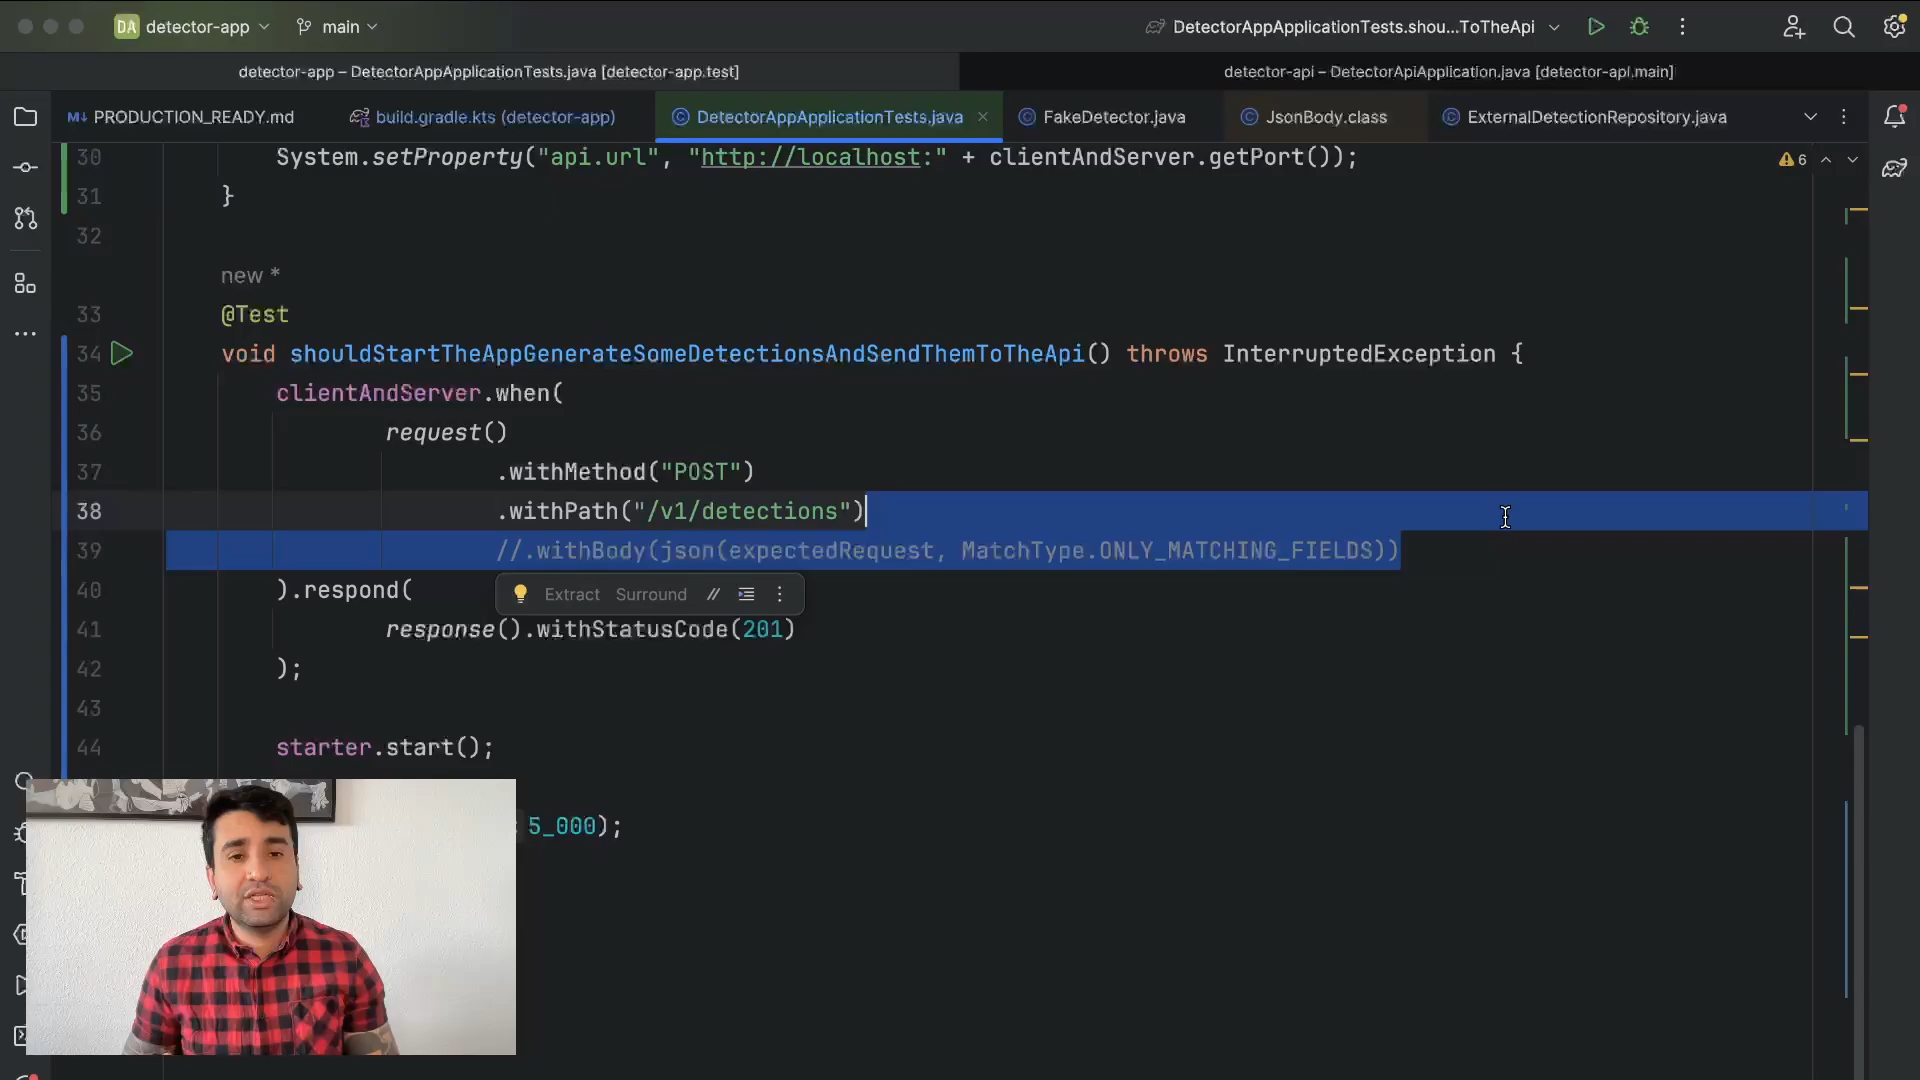 DA detector-app main DetectorAppApplicationTests.shou...ToTheApi
detector-app – DetectorAppApplicationTests.java [detector-app.test] detector-api – DetectorApiApplication.java [detector-api.main]
M↓ PRODUCTION_READY.md build.gradle.kts (detector-app) DetectorAppApplicationTests.java FakeDetector.java JsonBody.class ExternalDetectionRepository.java
30 System.setProperty("api.url", "http://localhost:" + clientAndServer.getPort()); 6
31 }
32
new *
33 @Test
34 void shouldStartTheAppGenerateSomeDetectionsAndSendThemToTheApi() throws InterruptedException {
35 clientAndServer.when(
36 request()
37 .withMethod("POST")
38 .withPath("/v1/detections")
39 //.withBody(json(expectedRequest, MatchType.ONLY_MATCHING_FIELDS))
40 ).respond(
Extract Surround //
41 response().withStatusCode(201)
42 );
43
44 starter.start();
5_000);